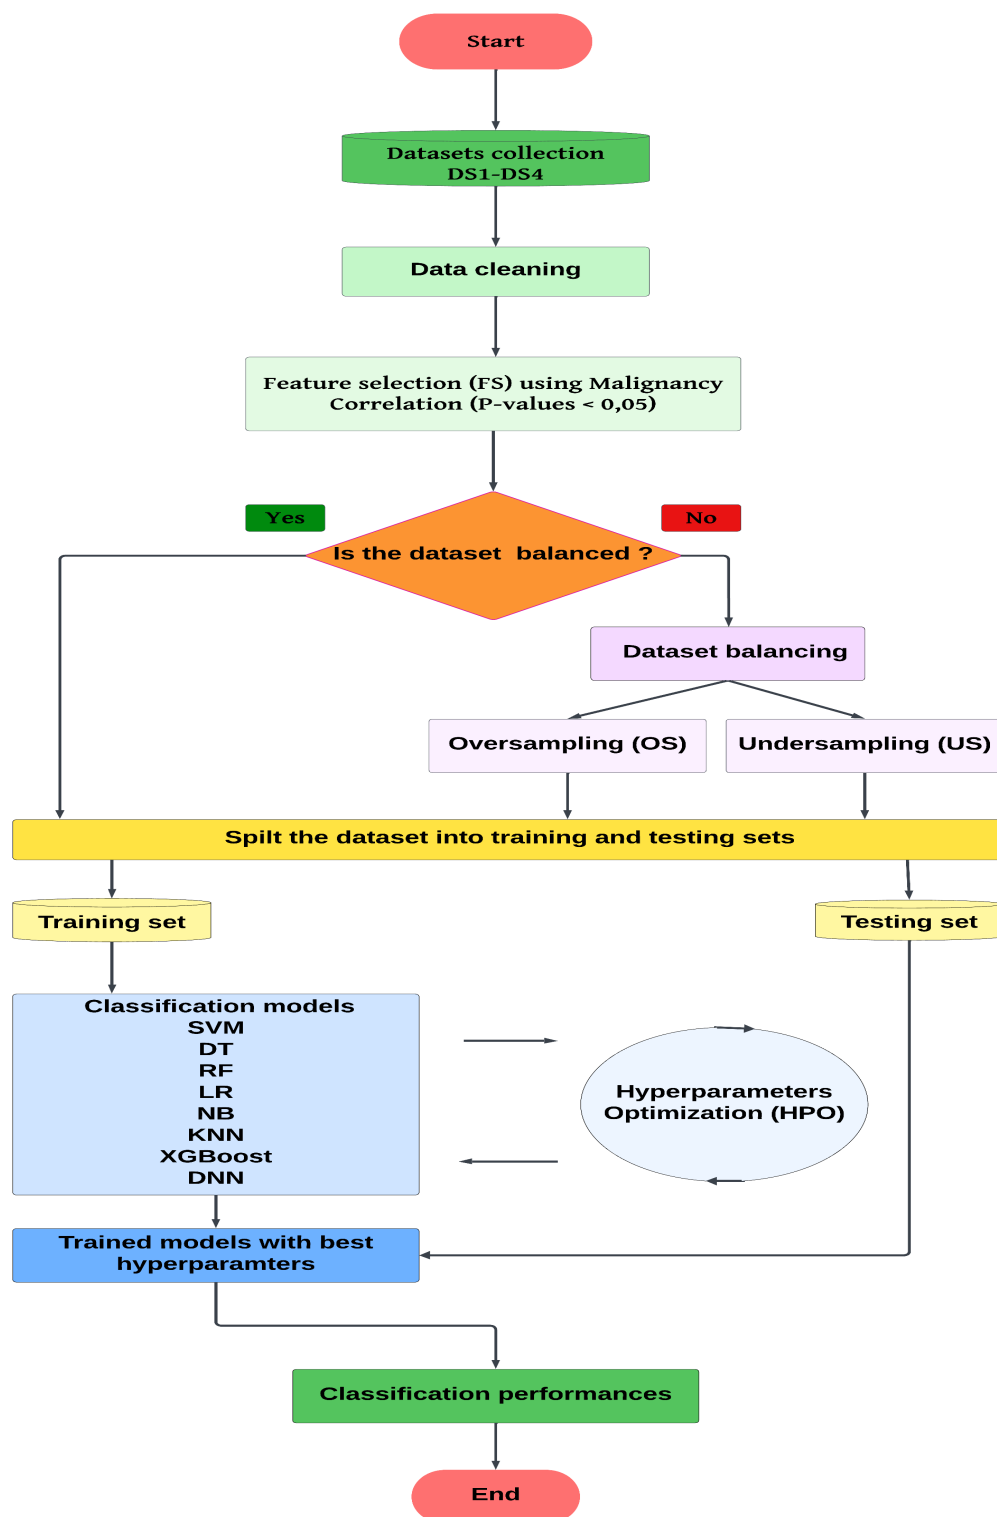 Start
Datasets collection
DS1-DS4
Data cleaning
Feature selection (FS) using Malignancy
Correlation (P-values < 0,05)
Yes
No
Is the dataset balanced ?
Dataset balancing
Oversampling (OS)
Undersampling (US)
Spilt the dataset into training and testing sets
Training set
Testing set
Classification models
SVM
DT
RF
LR
NB
KNN
XGBoost
DNN
Hyperparameters
Optimization (HPO)
Trained models with best
hyperparamters
Classification performances
End